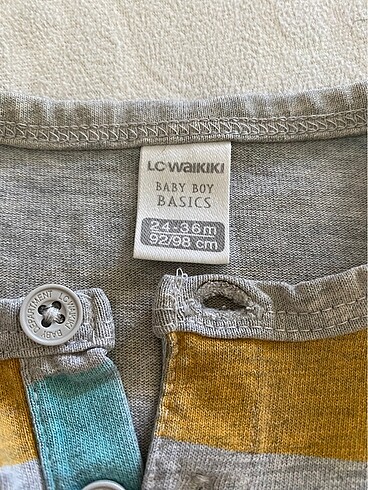 LC WAIKIKI
BABY BOY
BASICS
24-36m
92/98 cm